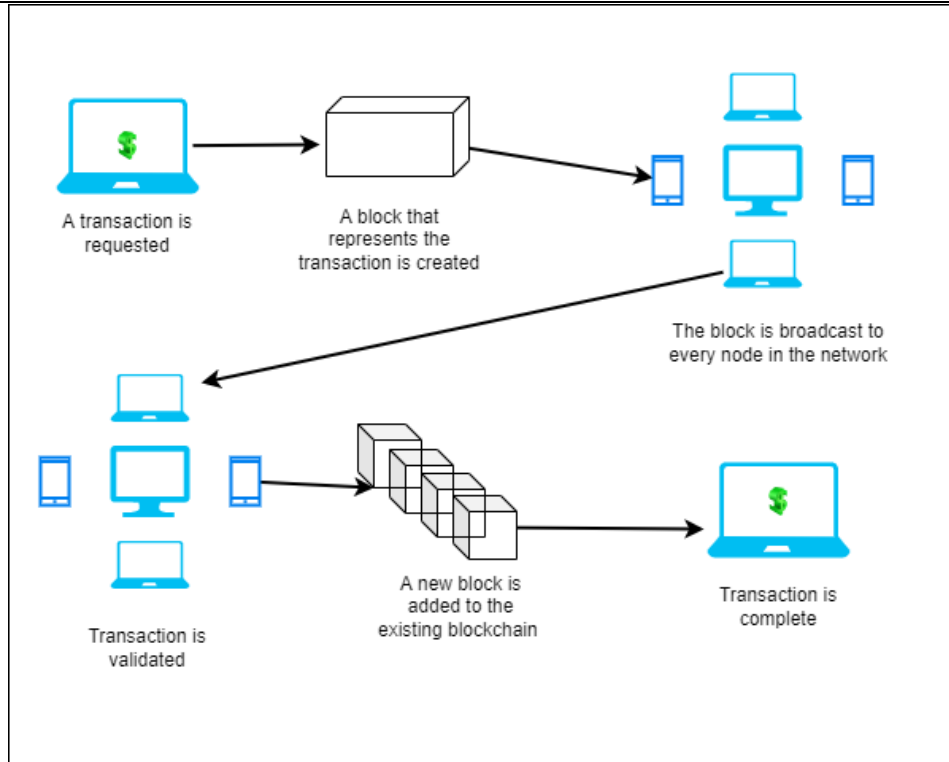 A transaction is
requested
A block that
represents the
transaction is created
The block is broadcast to
every node in the network
Transaction is
validated
A new block is
added to the
existing blockchain
Transaction is
complete